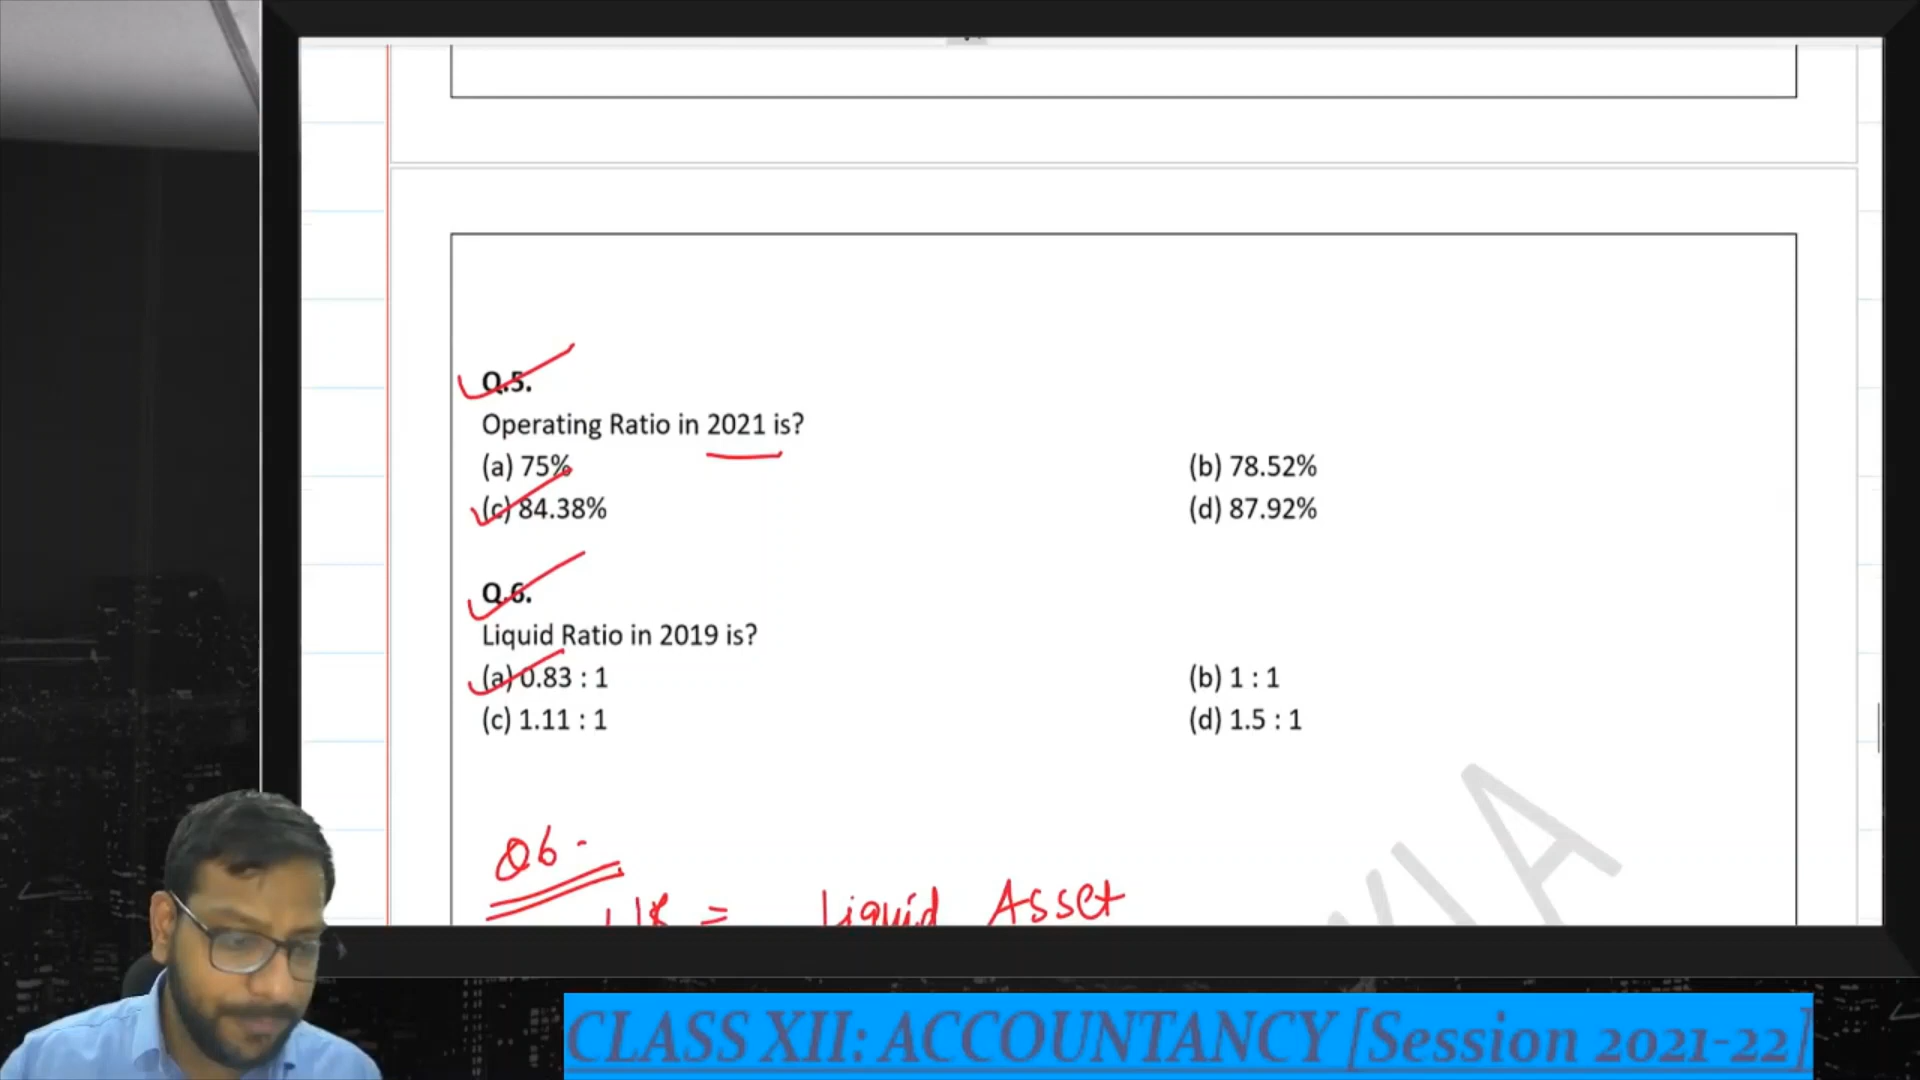 Q.5.
Operating Ratio in 2021 is?
(a) 75% (b) 78.52%
(c) 84.38% (d) 87.92%
Q.6.
Liquid Ratio in 2019 is?
(a) 0.83 : 1 (b) 1 : 1
(c) 1.11 : 1 (d) 1.5 : 1
Q6.
= Liquid Asset
CLASS XII: ACCOUNTANCY [Session 2021-22]